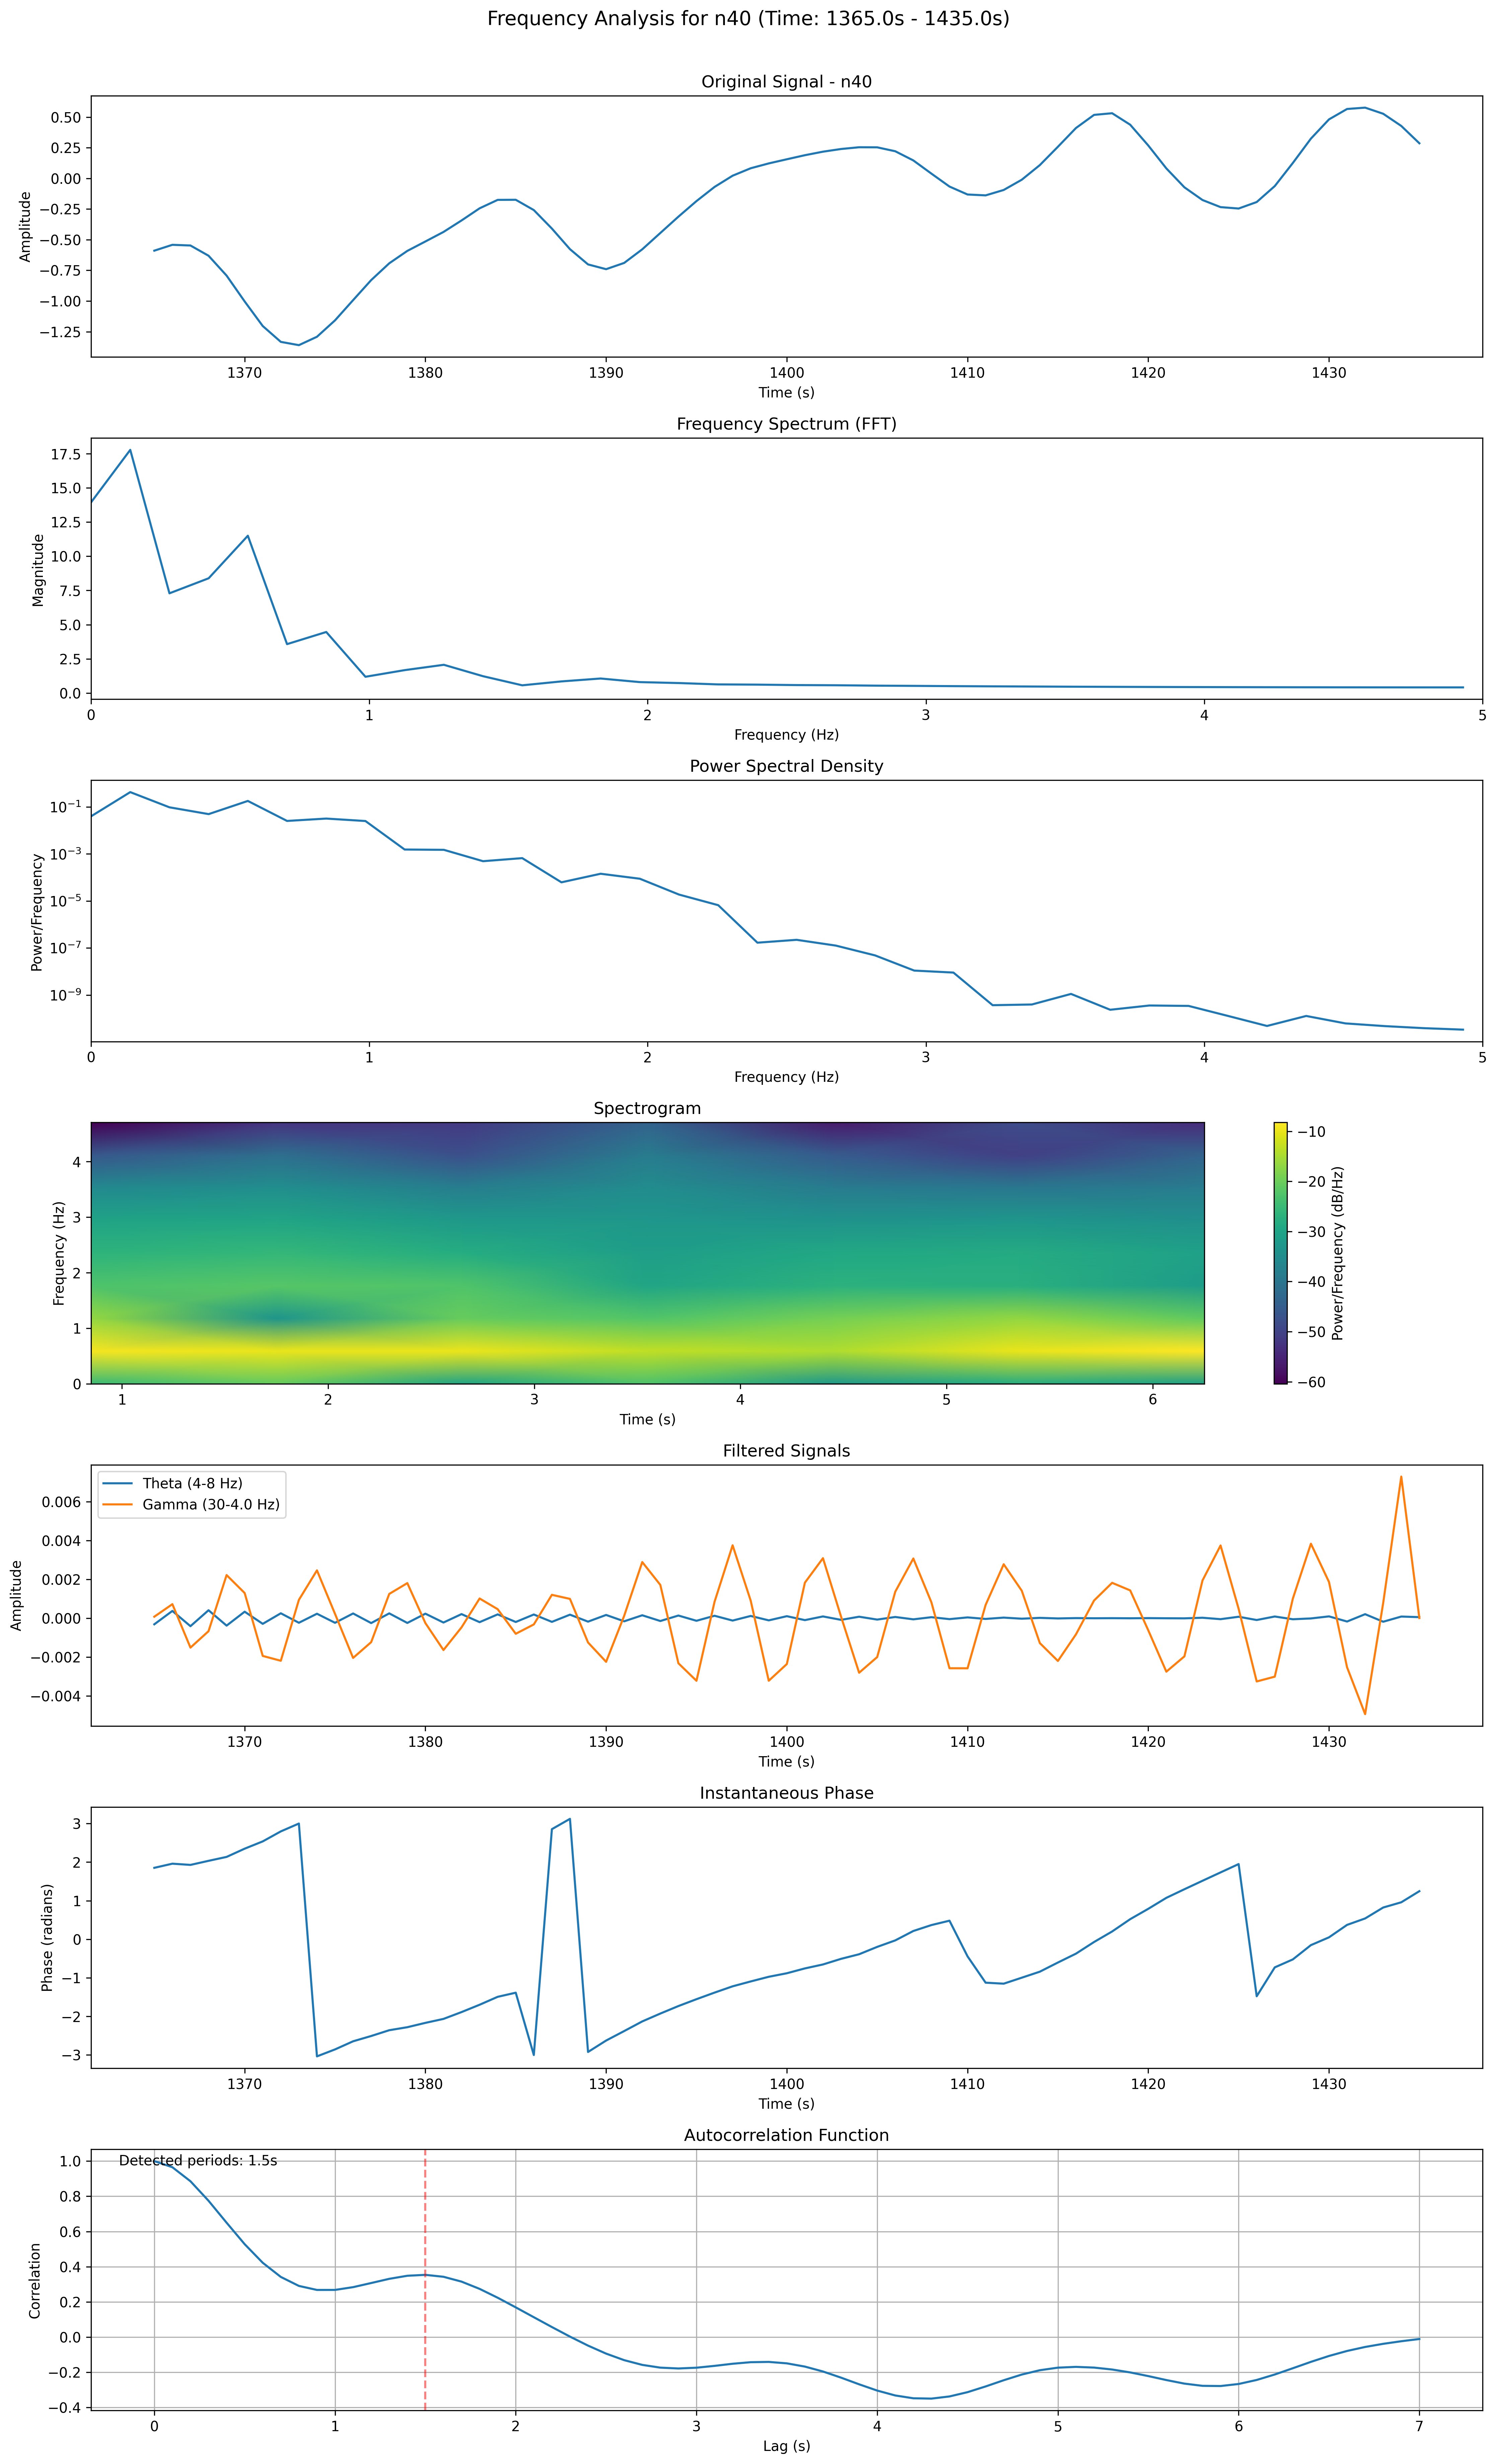 Frequency Analysis for n40 (Time: 1365.0s - 1435.0s)
Original Signal - n40
Amplitude
0.50
0.25
0.00
−0.25
−0.50
−0.75
−1.00
−1.25
1370 1380 1390 1400 1410 1420 1430
Time (s)
Frequency Spectrum (FFT)
Magnitude
17.5
15.0
12.5
10.0
7.5
5.0
2.5
0.0
0 1 2 3 4 5
Frequency (Hz)
Power Spectral Density
Power/Frequency
10⁻¹
10⁻³
10⁻⁵
10⁻⁷
10⁻⁹
0 1 2 3 4 5
Frequency (Hz)
Spectrogram
Frequency (Hz)
4
3
2
1
0
1 2 3 4 5 6
Time (s)
−10
−20
−30
−40
−50
−60
Power/Frequency (dB/Hz)
Filtered Signals
Theta (4-8 Hz)
Gamma (30-4.0 Hz)
Amplitude
0.006
0.004
0.002
0.000
−0.002
−0.004
1370 1380 1390 1400 1410 1420 1430
Time (s)
Instantaneous Phase
Phase (radians)
3
2
1
0
−1
−2
−3
1370 1380 1390 1400 1410 1420 1430
Time (s)
Autocorrelation Function
Detected periods: 1.5s
Correlation
1.0
0.8
0.6
0.4
0.2
0.0
−0.2
−0.4
0 1 2 3 4 5 6 7
Lag (s)